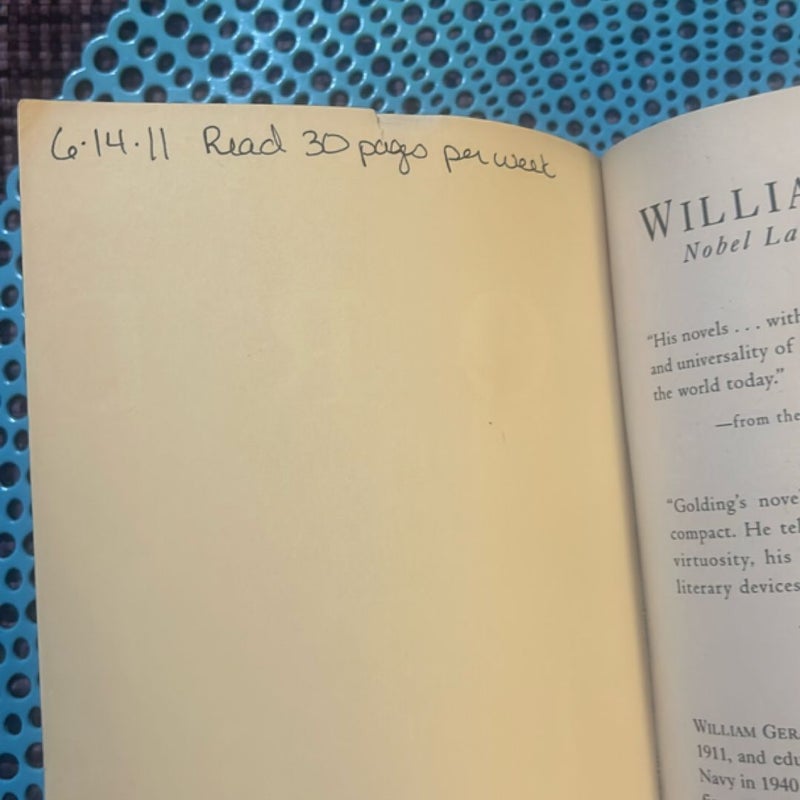 6.14.11 Read 30 pages per week
WILLIA
Nobel La
“His novels . . . with
and universality of
the world today.”
—from the
“Golding's nove
compact. He tel
virtuosity, his
literary devices
WILLIAM GER
1911, and edu
Navy in 1940